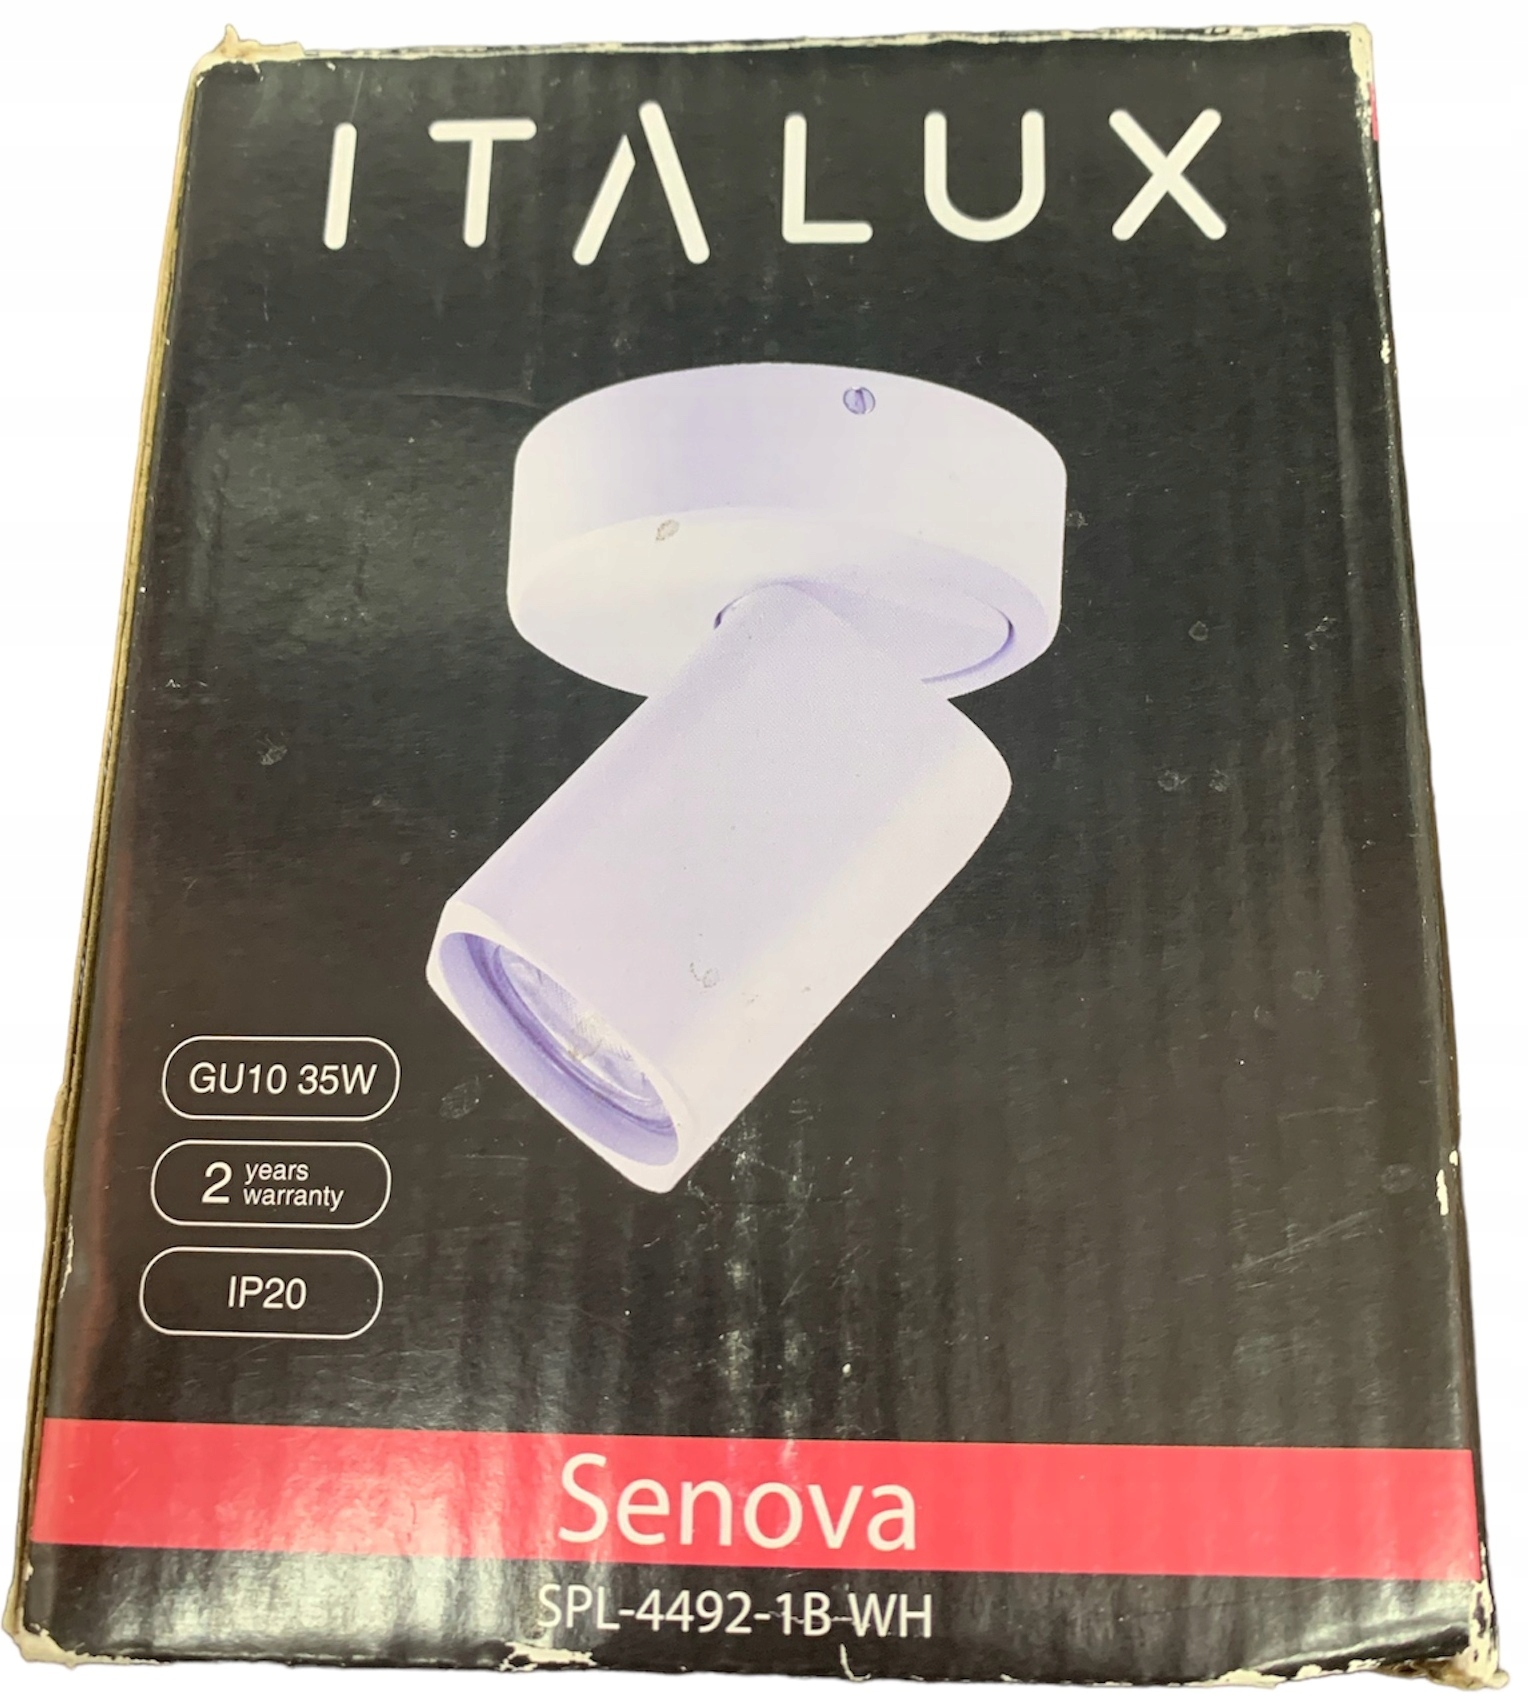 ITALUX
GU10 35W
2 years
warranty
IP20
Senova
SPL-4492-1B-WH